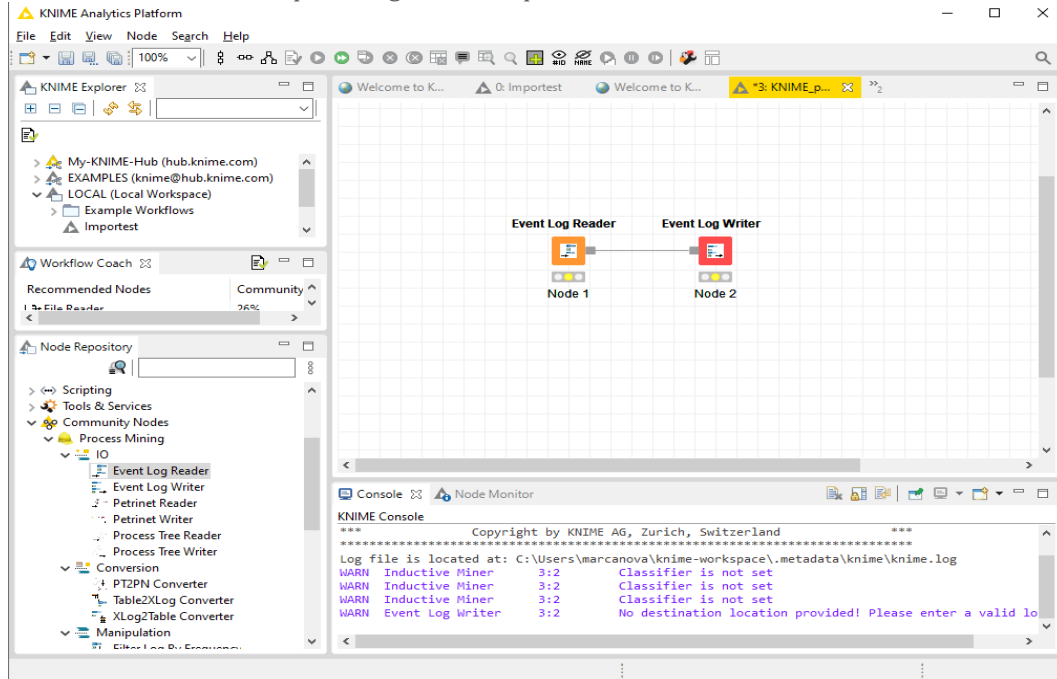 KNIME Analytics Platform
File Edit View Node Search Help
100%
#ID NAME
KNIME Explorer
My-KNIME-Hub (hub.knime.com)
EXAMPLES (knime@hub.knime.com)
LOCAL (Local Workspace)
Example Workflows
Importest
Workflow Coach
Recommended Nodes Community
File Reader 26%
Node Repository
Scripting
Tools & Services
Community Nodes
Process Mining
IO
Event Log Reader
Event Log Writer
Petrinet Reader
Petrinet Writer
Process Tree Reader
Process Tree Writer
Conversion
PT2PN Converter
Table2XLog Converter
XLog2Table Converter
Manipulation
Filter Log By Frequency
Welcome to K... 0: Importest Welcome to K... *3: KNIME_p... »2
Event Log Reader Event Log Writer
Node 1 Node 2
Console Node Monitor
KNIME Console
*** Copyright by KNIME AG, Zurich, Switzerland ***
Log file is located at: C:\Users\marcanova\knime-workspace\.metadata\knime\knime.log
WARN Inductive Miner 3:2 Classifier is not set
WARN Inductive Miner 3:2 Classifier is not set
WARN Inductive Miner 3:2 Classifier is not set
WARN Event Log Writer 3:2 No destination location provided! Please enter a valid lo